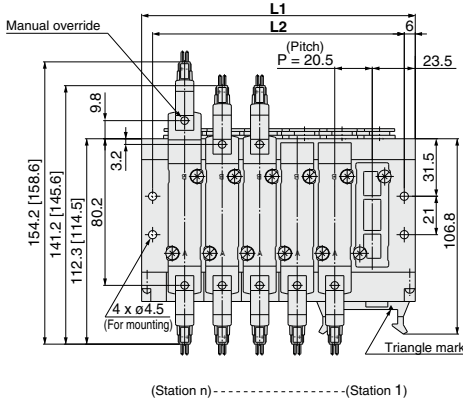 L1
Manual override
L2
6
(Pitch)
P = 20.5
23.5
9.8
3.2
80.2
154.2 [158.6]
141.2 [145.6]
112.3 [114.5]
31.5
21
106.8
B B B B B
A A A A A
4 x ø4.5
(For mounting)
Triangle mark
(Station n)----------------------(Station 1)